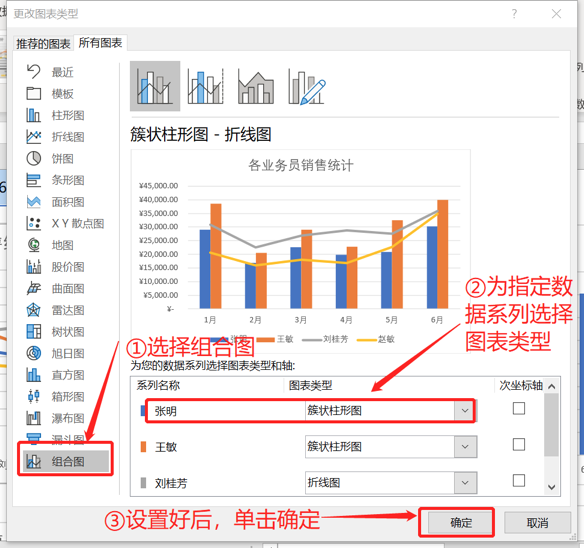 更改图表类型
?
推荐的图表
所有图表
最近
模板
柱形图
折线图
饼图
条形图
面积图
X Y 散点图
地图
股价图
曲面图
雷达图
树状图
旭日图
直方图
箱形图
瀑布图
漏斗图
组合图
①选择组合图
簇状柱形图 - 折线图
各业务员销售统计
¥45,000.00
¥40,000.00
¥35,000.00
¥30,000.00
¥25,000.00
¥20,000.00
¥15,000.00
¥10,000.00
¥5,000.00
¥-
1月 2月 3月 4月 5月 6月
张明 王敏 刘桂芳 赵敏
②为指定数
据系列选择
图表类型
为您的数据系列选择图表类型和轴:
系列名称 图表类型 次坐标轴
张明 簇状柱形图
王敏 簇状柱形图
刘桂芳 折线图
③设置好后，单击确定
确定 取消